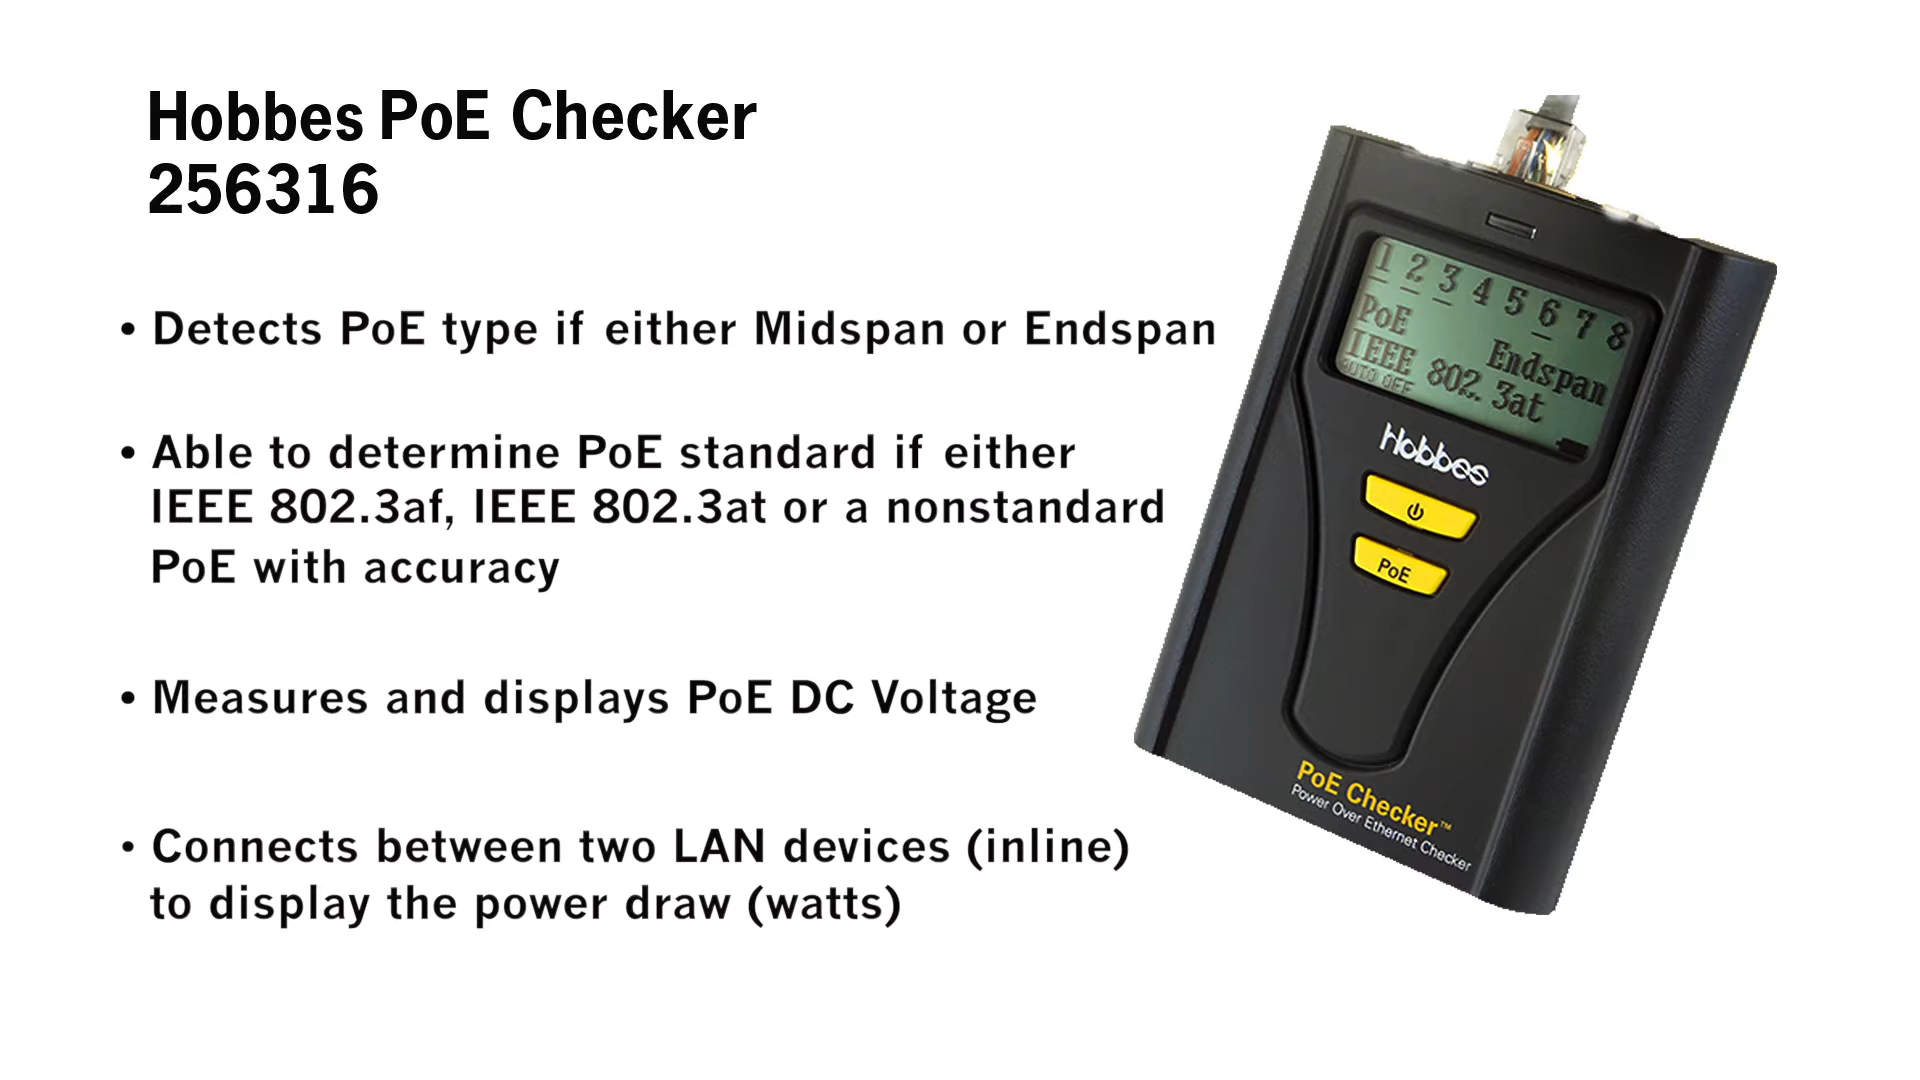 Hobbes PoE Checker
256316
• Detects PoE type if either Midspan or Endspan
• Able to determine PoE standard if either
IEEE 802.3af, IEEE 802.3at or a nonstandard
PoE with accuracy
• Measures and displays PoE DC Voltage
• Connects between two LAN devices (inline)
to display the power draw (watts)
1 2 3 4 5 6 7 8
PoE
Endspan
IEEE 802.3at
AUTO OFF
Hobbes
PoE
PoE Checker™
Power Over Ethernet Checker